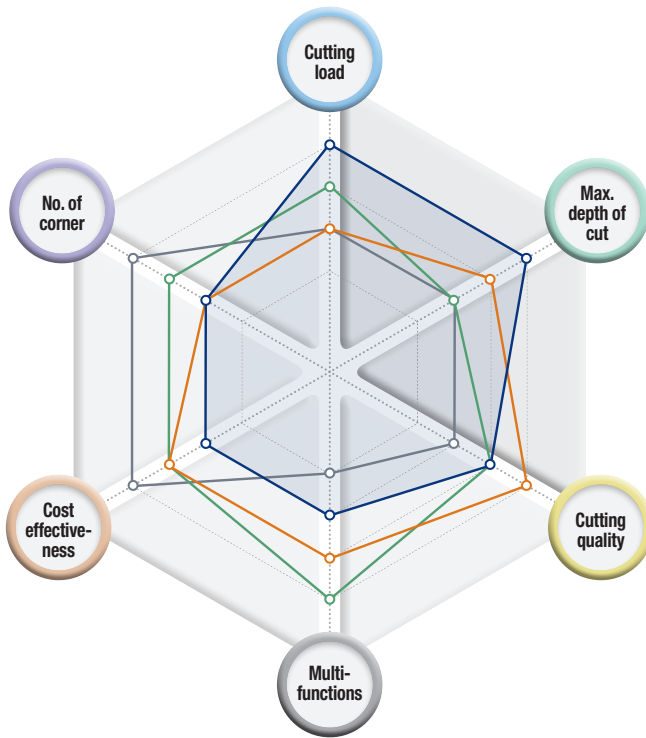 Cutting
load
No. of
corner
Max.
depth of
cut
Cost
effective-
ness
Cutting
quality
Multi-
functions